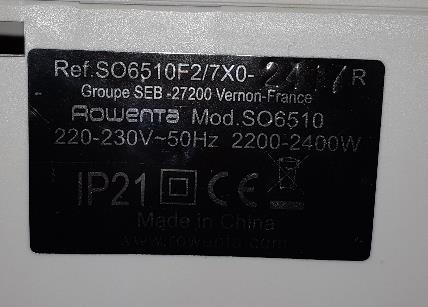 Ref.SO6510F2/7X0- R
Groupe SEB -27200 Vernon-France
Rowenta Mod.SO6510
220-230V~50Hz 2200-2400W
IP21 CE
Made in China
www.rowenta.com